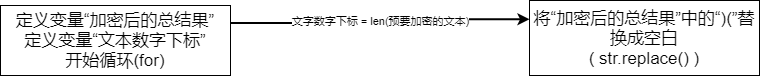 定义变量“加密后的总结果”
定义变量“文本数字下标”
开始循环(for)
文字数字下标 = len(预要加密的文本)
将“加密后的总结果”中的“)(”替
换成空白
( str.replace() )